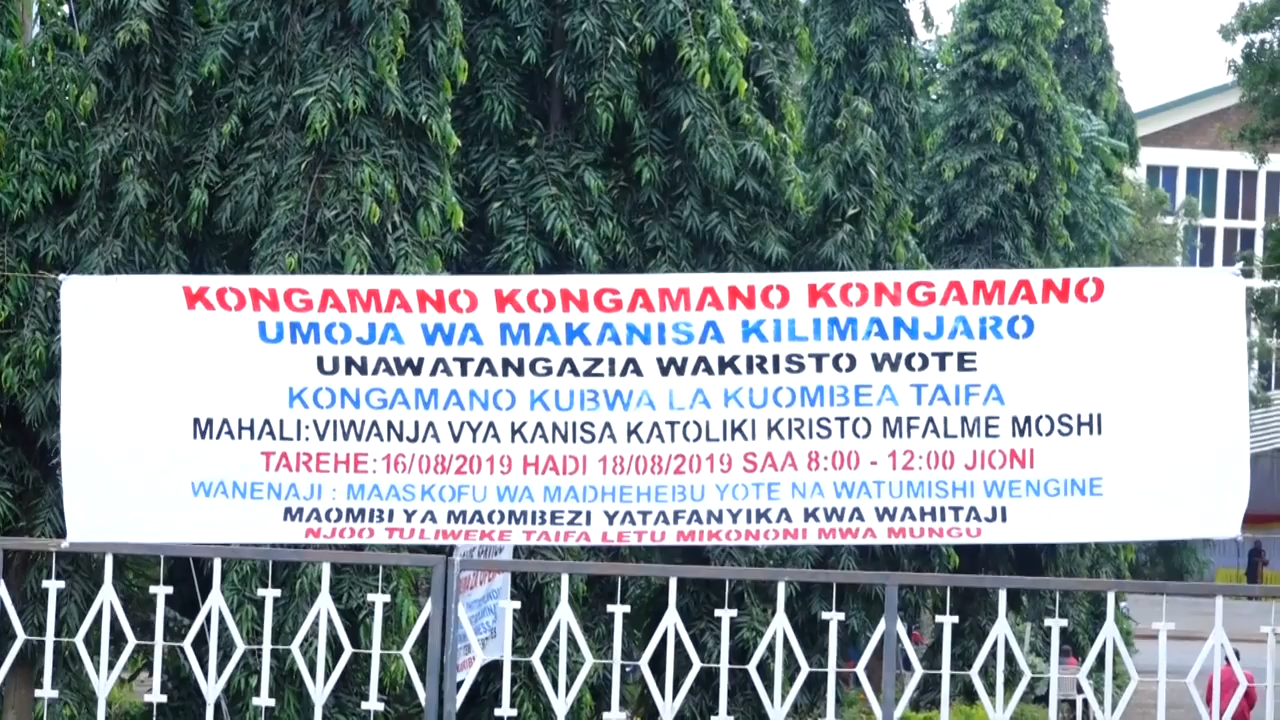 KONGAMANO KONGAMANO KONGAMANO
UMOJA WA MAKANISA KILIMANJARO
UNAWATANGAZIA WAKRISTO WOTE
KONGAMANO KUBWA LA KUOMBEA TAIFA
MAHALI:VIWANJA VYA KANISA KATOLIKI KRISTO MFALME MOSHI
TAREHE:16/08/2019 HADI 18/08/2019 SAA 8:00 - 12:00 JIONI
WANENAJI : MAASKOFU WA MADHEHEBU YOTE NA WATUMISHI WENGINE
MAOMBI YA MAOMBEZI YATAFANYIKA KWA WAHITAJI
NJOO TULIWEKE TAIFA LETU MIKONONI MWA MUNGU